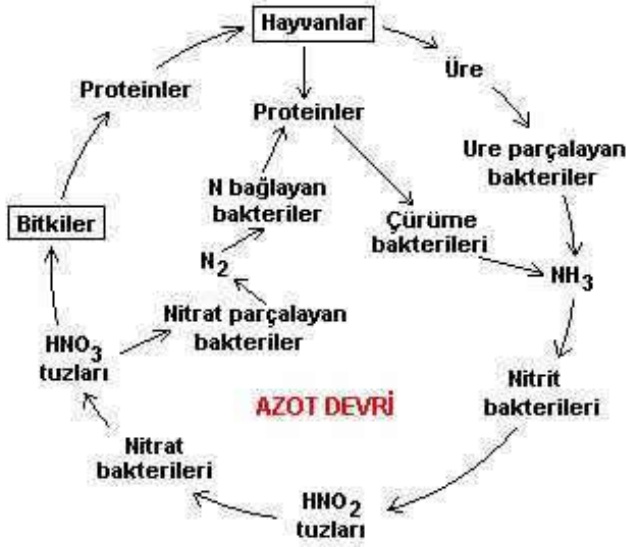 Hayvanlar
Üre
Proteinler
Proteinler
Ure parçalayan
bakteriler
N bağlayan
bakteriler
Bitkiler
Çürüme
bakterileri
N2
NH3
Nitrat parçalayan
bakteriler
HNO3
tuzları
Nitrit
bakterileri
AZOT DEVRİ
Nitrat
bakterileri
HNO2
tuzları